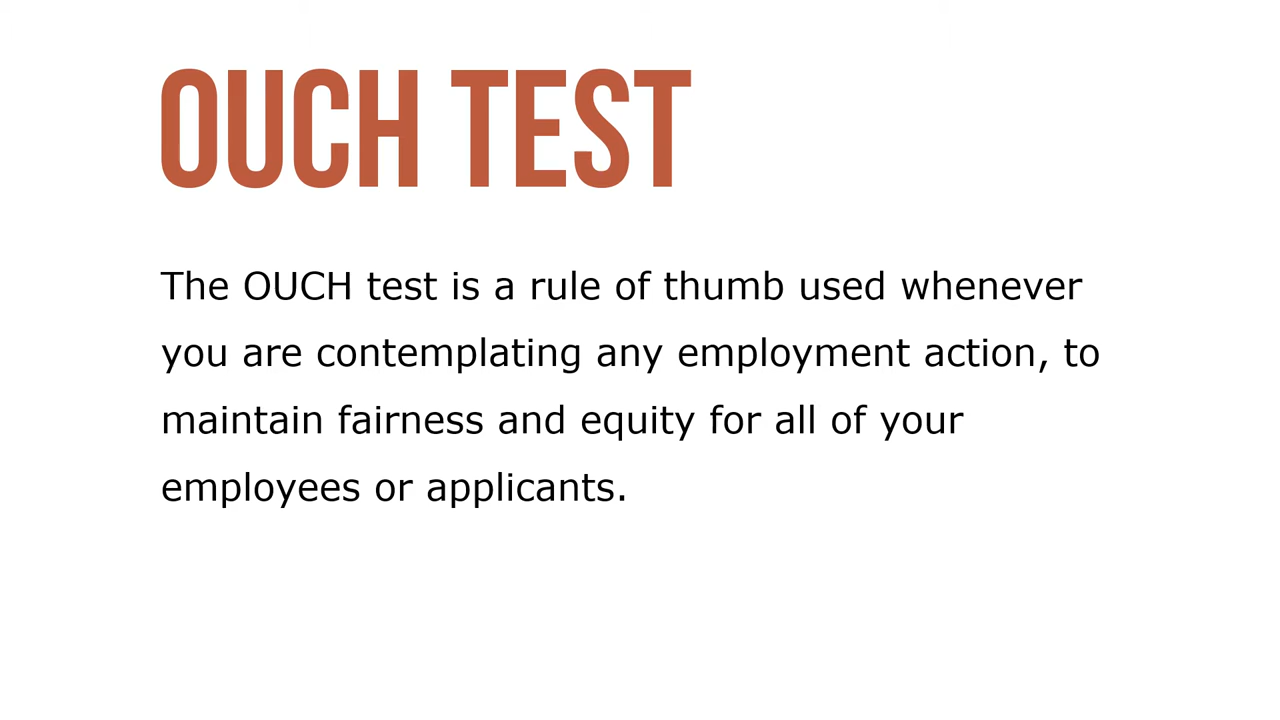 OUCH TEST
The OUCH test is a rule of thumb used whenever
you are contemplating any employment action, to
maintain fairness and equity for all of your
employees or applicants.